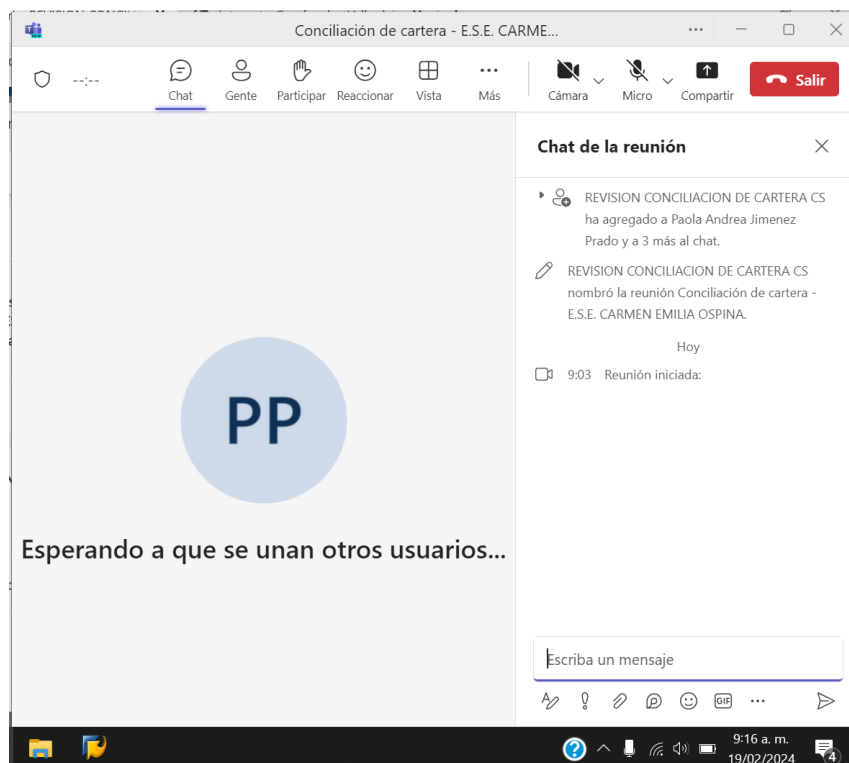 Conciliación de cartera - E.S.E. CARME...
--:--
Chat
Gente
Participar
Reaccionar
Vista
Más
Cámara
Micro
Compartir
Salir
Chat de la reunión
REVISION CONCILIACION DE CARTERA CS
ha agregado a Paola Andrea Jimenez
Prado y a 3 más al chat.
REVISION CONCILIACION DE CARTERA CS
nombró la reunión Conciliación de cartera -
E.S.E. CARMEN EMILIA OSPINA.
Hoy
9:03 Reunión iniciada:
PP
Esperando a que se unan otros usuarios...
Escriba un mensaje
GIF
9:16 a. m.
19/02/2024
4